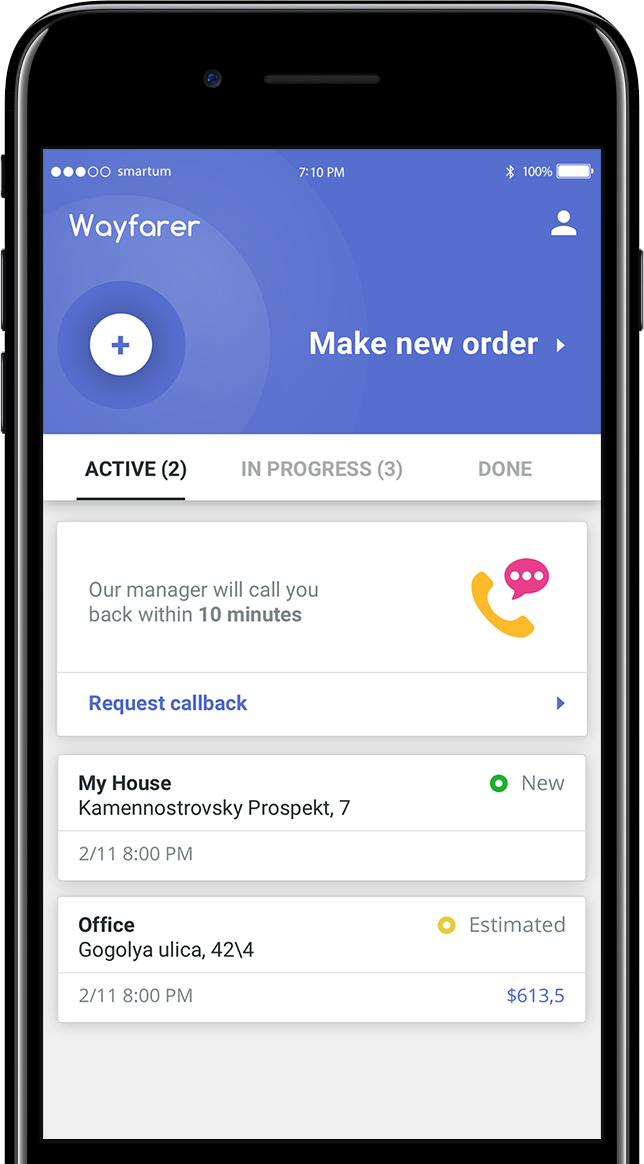 smartum 7:10 PM 100%
Wayfarer
+
Make new order
ACTIVE (2) IN PROGRESS (3) DONE
Our manager will call you
back within 10 minutes
Request callback
My House New
Kamennostrovsky Prospekt, 7
2/11 8:00 PM
Office Estimated
Gogolya ulica, 42\4
2/11 8:00 PM $613,5